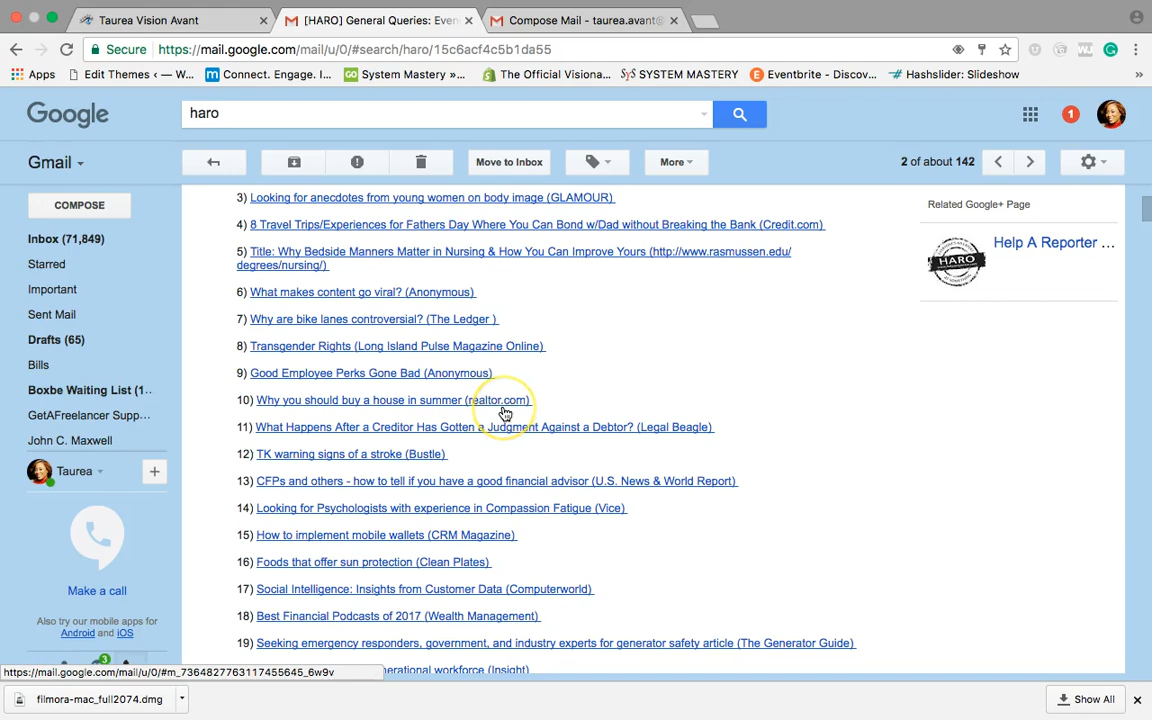 Taurea Vision Avant
[HARO] General Queries: Even
Compose Mail - taurea.avant@
Secure
https://mail.google.com/mail/u/0/#search/haro/15c6acf4c5b1da55
Apps
Edit Themes ‹ — W...
Connect. Engage. I...
System Mastery »...
The Official Visiona...
SYSTEM MASTERY
Eventbrite - Discov...
Hashslider: Slideshow
»
Google
haro
1
Gmail
Move to Inbox
More
2 of about 142
COMPOSE
Inbox (71,849)
Starred
Important
Sent Mail
Drafts (65)
Bills
Boxbe Waiting List (1..
GetAFreelancer Supp...
John C. Maxwell
Taurea
Make a call
Also try our mobile apps for
Android and iOS
3
3) Looking for anecdotes from young women on body image (GLAMOUR)
4) 8 Travel Trips/Experiences for Fathers Day Where You Can Bond w/Dad without Breaking the Bank (Credit.com)
5) Title: Why Bedside Manners Matter in Nursing & How You Can Improve Yours (http://www.rasmussen.edu/
degrees/nursing/)
6) What makes content go viral? (Anonymous)
7) Why are bike lanes controversial? (The Ledger )
8) Transgender Rights (Long Island Pulse Magazine Online)
9) Good Employee Perks Gone Bad (Anonymous)
10) Why you should buy a house in summer (realtor.com)
11) What Happens After a Creditor Has Gotten a Judgment Against a Debtor? (Legal Beagle)
12) TK warning signs of a stroke (Bustle)
13) CFPs and others - how to tell if you have a good financial advisor (U.S. News & World Report)
14) Looking for Psychologists with experience in Compassion Fatigue (Vice)
15) How to implement mobile wallets (CRM Magazine)
16) Foods that offer sun protection (Clean Plates)
17) Social Intelligence: Insights from Customer Data (Computerworld)
18) Best Financial Podcasts of 2017 (Wealth Management)
19) Seeking emergency responders, government, and industry experts for generator safety article (The Generator Guide)
erational workforce (Insight)
Related Google+ Page
HARO
Help A Reporter ...
https://mail.google.com/mail/u/0/#m_7364827763117455645_6w9v
filmora-mac_full2074.dmg
Show All